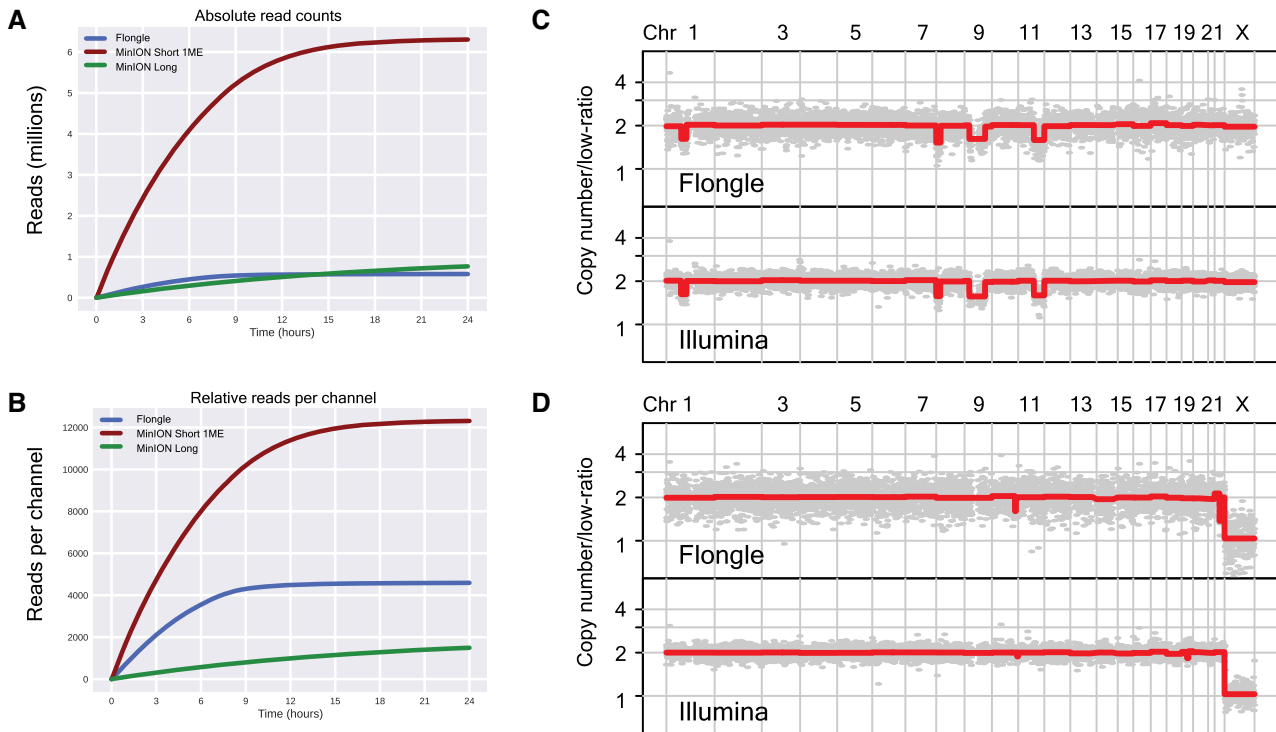 A
Absolute read counts
Flongle
MinION Short 1ME
MinION Long
Reads (millions)
6
5
4
3
2
1
0
0 3 6 9 12 15 18 21 24
Time (hours)
B
Relative reads per channel
Flongle
MinION Short 1ME
MinION Long
Reads per channel
12000
10000
8000
6000
4000
2000
0
0 3 6 9 12 15 18 21 24
Time (hours)
C
Chr 1 3 5 7 9 11 13 15 17 19 21 X
Copy number/low-ratio
4
2
1
Flongle
4
2
1
Illumina
D
Chr 1 3 5 7 9 11 13 15 17 19 21 X
Copy number/low-ratio
4
2
1
Flongle
4
2
1
Illumina